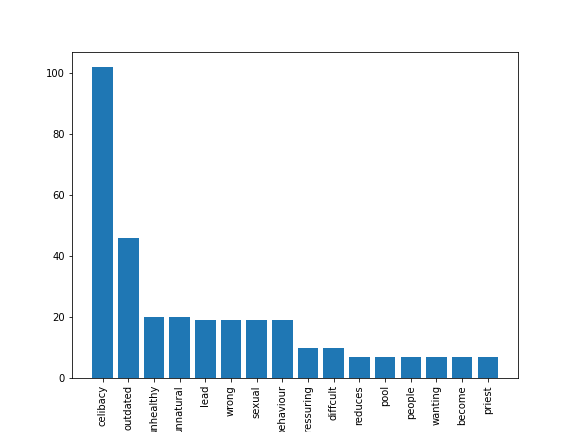 100
80
60
40
20
0
celibacy
outdated
nhealthy
nnatural
lead
wrong
sexual
ehaviour
ressuring
diffcult
reduces
pool
people
wanting
become
priest